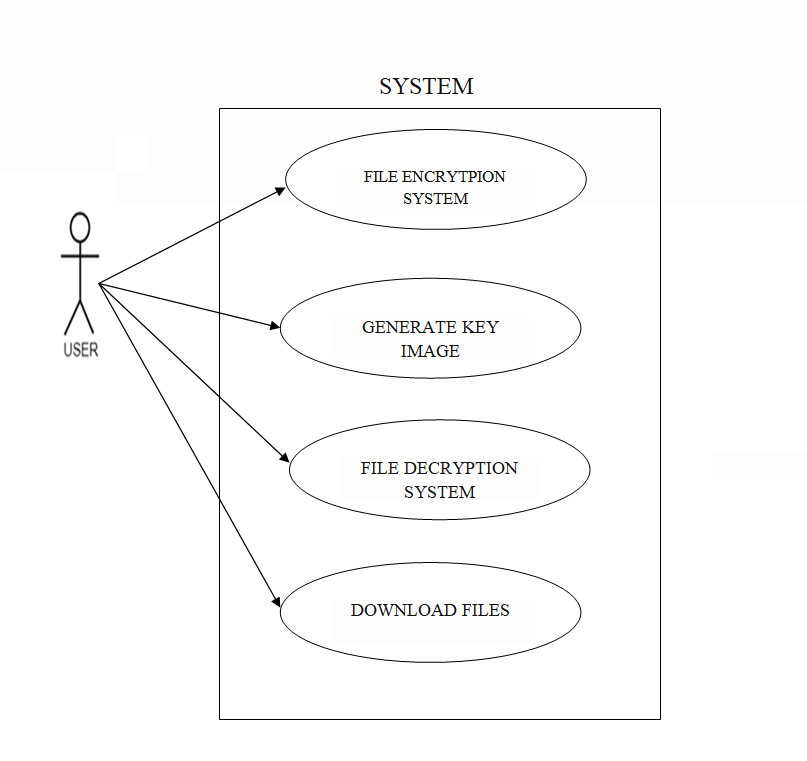 SYSTEM
FILE ENCRYTPION
SYSTEM
USER
GENERATE KEY
IMAGE
FILE DECRYPTION
SYSTEM
DOWNLOAD FILES